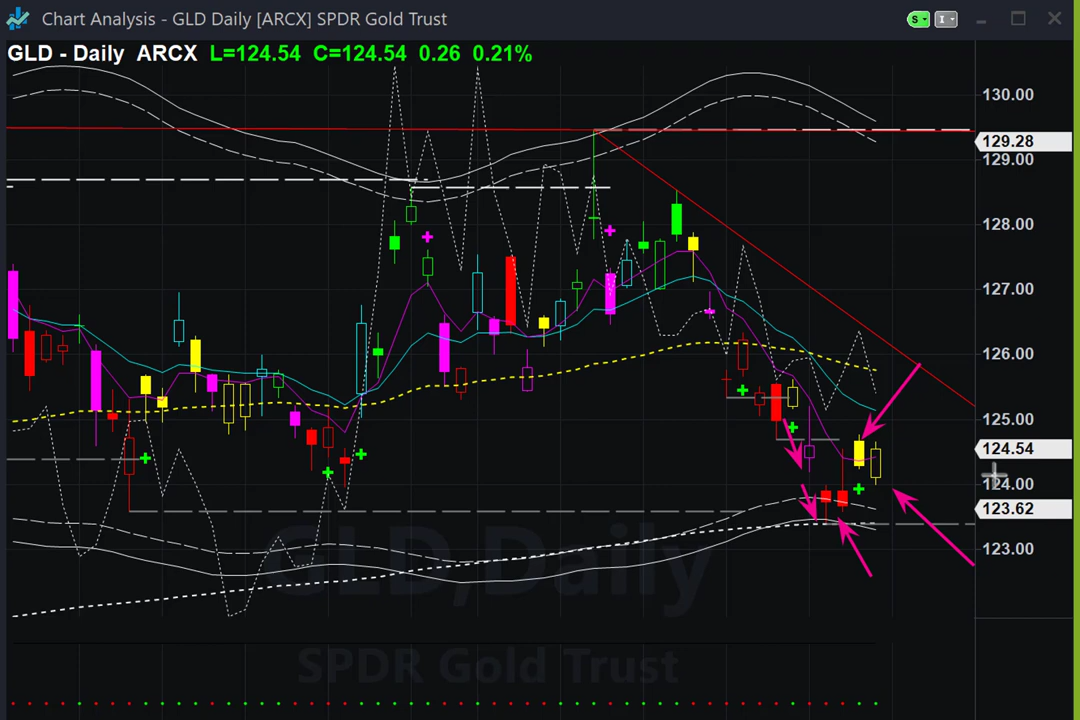 Chart Analysis - GLD Daily [ARCX] SPDR Gold Trust
S
I
GLD - Daily ARCX L=124.54 C=124.54 0.26 0.21%
130.00
129.28
129.00
128.00
127.00
126.00
125.00
124.54
124.00
123.62
123.00
GLD,Daily
SPDR Gold Trust